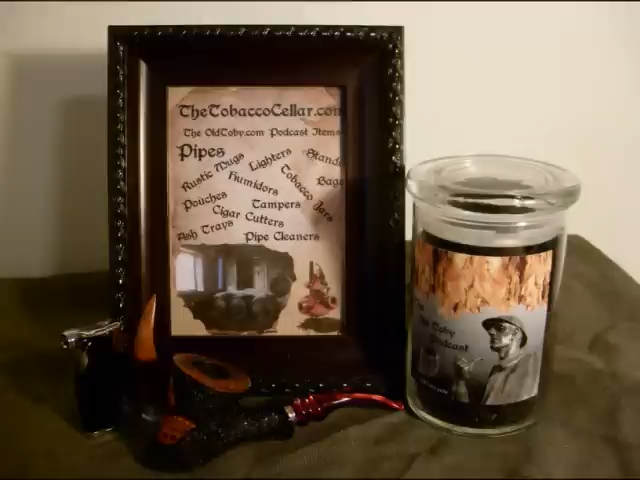 TheTobaccoCellar.com
The OldToby.com Podcast Items
Pipes
Rustic Mugs
Lighters
Stands
Humidors
Tobacco Jars
Bags
Pouches
Tampers
Cigar Cutters
Ash Trays
Pipe Cleaners
Toby
Podcast